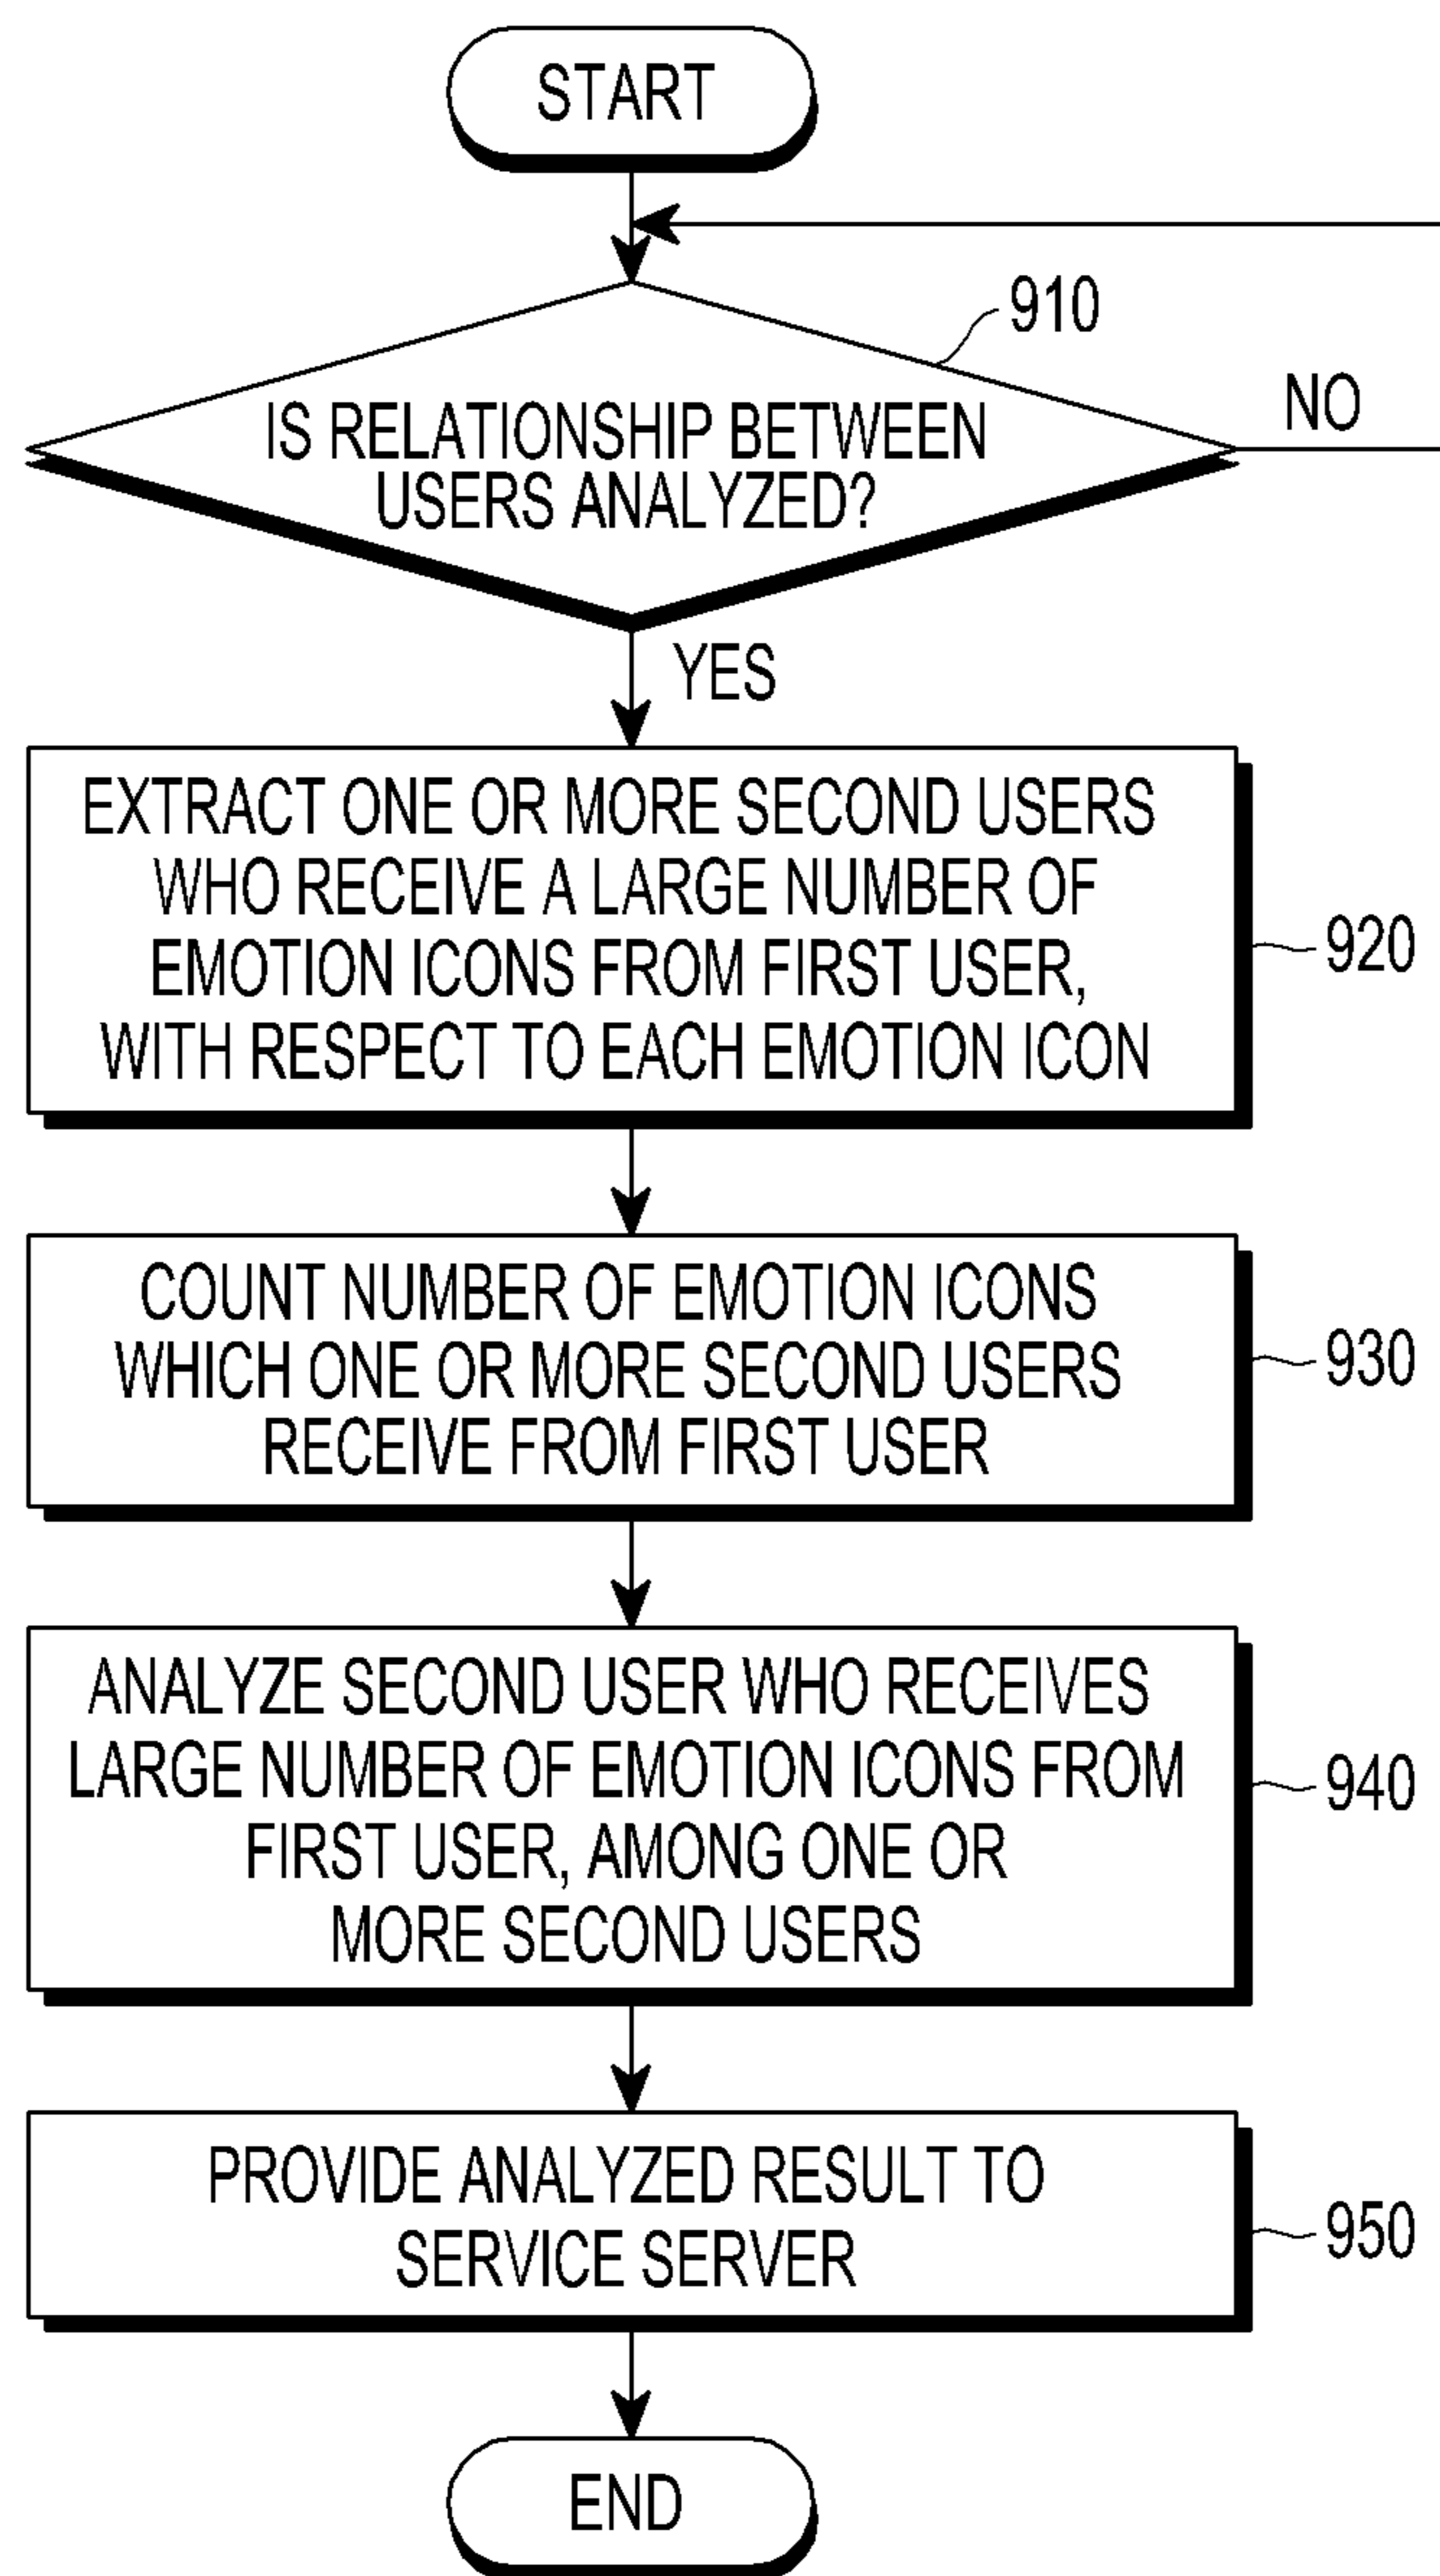 START
910
IS RELATIONSHIP BETWEEN
USERS ANALYZED?
NO
YES
EXTRACT ONE OR MORE SECOND USERS
WHO RECEIVE A LARGE NUMBER OF
EMOTION ICONS FROM FIRST USER,
WITH RESPECT TO EACH EMOTION ICON
920
COUNT NUMBER OF EMOTION ICONS
WHICH ONE OR MORE SECOND USERS
RECEIVE FROM FIRST USER
930
ANALYZE SECOND USER WHO RECEIVES
LARGE NUMBER OF EMOTION ICONS FROM
FIRST USER, AMONG ONE OR
MORE SECOND USERS
940
PROVIDE ANALYZED RESULT TO
SERVICE SERVER
950
END